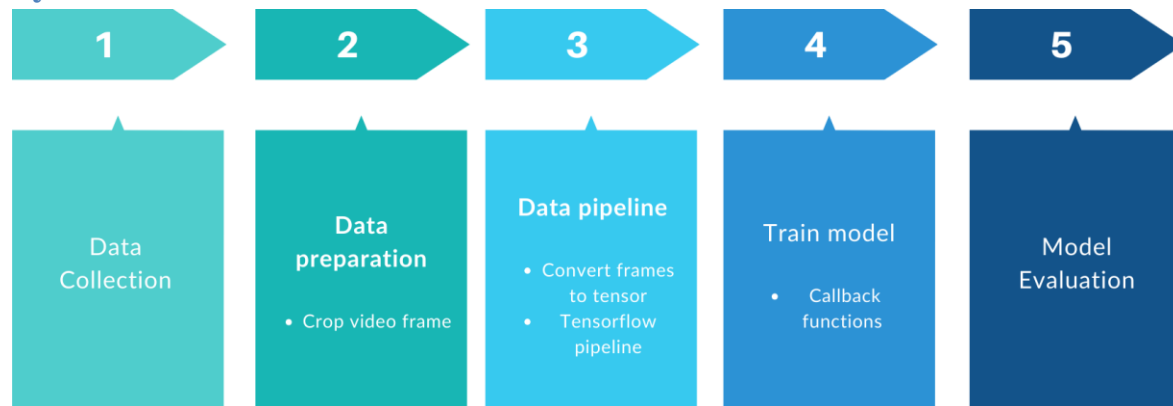 1
2
3
4
5
Data
Collection
Data
preparation
• Crop video frame
Data pipeline
• Convert frames
to tensor
• Tensorflow
pipeline
Train model
• Callback
functions
Model
Evaluation